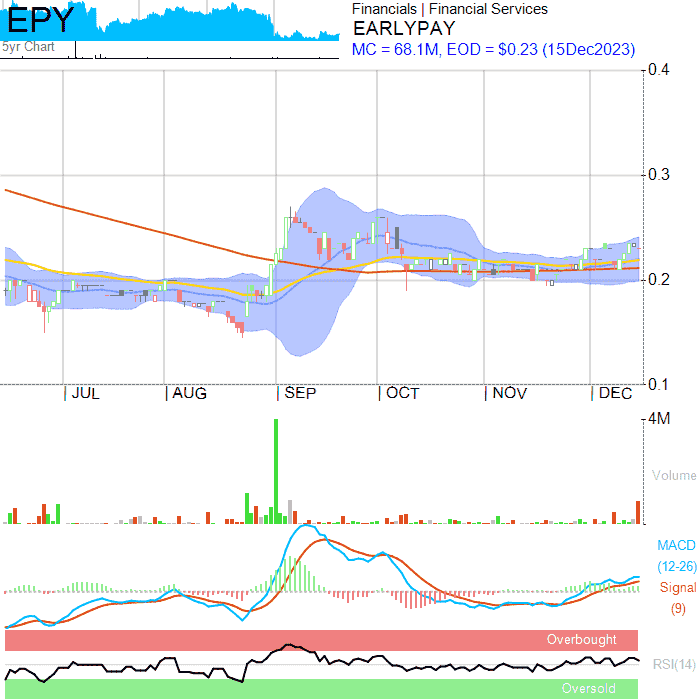 EPY
5yr Chart
Financials | Financial Services
EARLYPAY
MC = 68.1M, EOD = $0.23 (15Dec2023)
0.4
0.3
0.2
0.1
JUL AUG SEP OCT NOV DEC
4M
Volume
MACD
(12-26)
Signal
(9)
Overbought
RSI(14)
Oversold